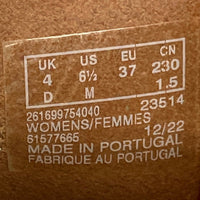 UK US EU CN
4 6½ 37 230
D M 1.5
261699754040 23514
WOMENS/FEMMES
61577665 12/22
MADE IN PORTUGAL
FABRIQUE AU PORTUGAL